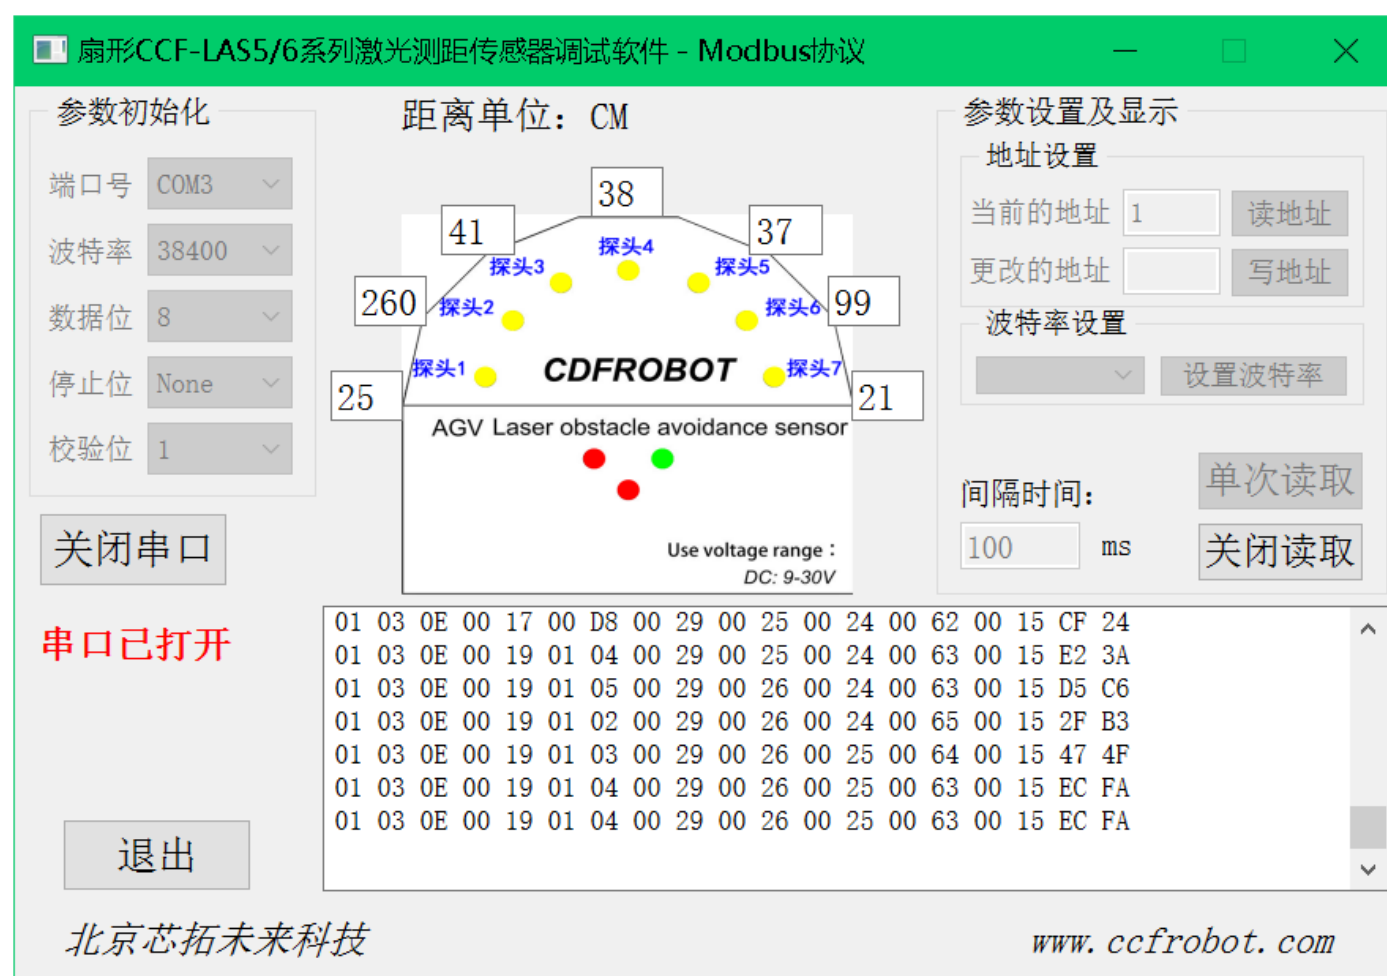 扇形CCF-LAS5/6系列激光测距传感器调试软件 - Modbus协议
参数初始化
端口号 COM3
波特率 38400
数据位 8
停止位 None
校验位 1
关闭串口
串口已打开
退出
距离单位：CM
38
41
37
探头4
探头3
探头5
260
探头2
探头6
99
探头1
CDFROBOT
探头7
25
21
AGV Laser obstacle avoidance sensor
Use voltage range：
DC: 9-30V
参数设置及显示
地址设置
当前的地址 1 读地址
更改的地址 写地址
波特率设置
设置波特率
单次读取
间隔时间：
100 ms
关闭读取
01 03 0E 00 17 00 D8 00 29 00 25 00 24 00 62 00 15 CF 24
01 03 0E 00 19 01 04 00 29 00 25 00 24 00 63 00 15 E2 3A
01 03 0E 00 19 01 05 00 29 00 26 00 24 00 63 00 15 D5 C6
01 03 0E 00 19 01 02 00 29 00 26 00 24 00 65 00 15 2F B3
01 03 0E 00 19 01 03 00 29 00 26 00 25 00 64 00 15 47 4F
01 03 0E 00 19 01 04 00 29 00 26 00 25 00 63 00 15 EC FA
01 03 0E 00 19 01 04 00 29 00 26 00 25 00 63 00 15 EC FA
北京芯拓未来科技
www.ccfrobot.com